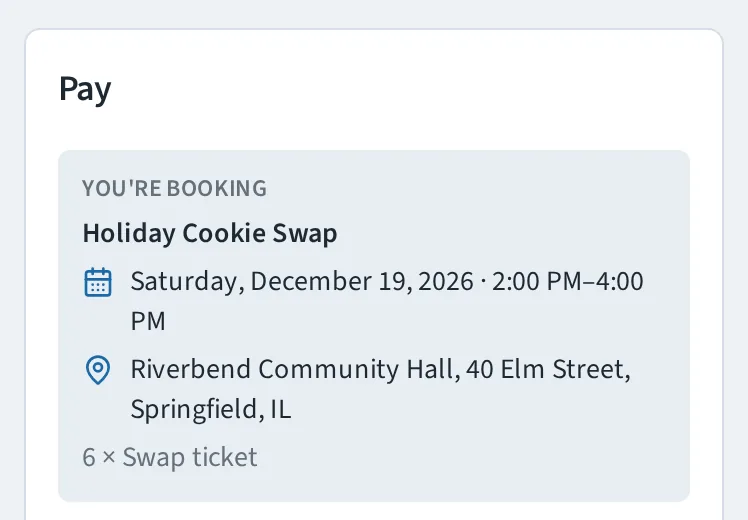 Pay
YOU'RE BOOKING
Holiday Cookie Swap
Saturday, December 19, 2026 · 2:00 PM–4:00
PM
Riverbend Community Hall, 40 Elm Street,
Springfield, IL
6 × Swap ticket